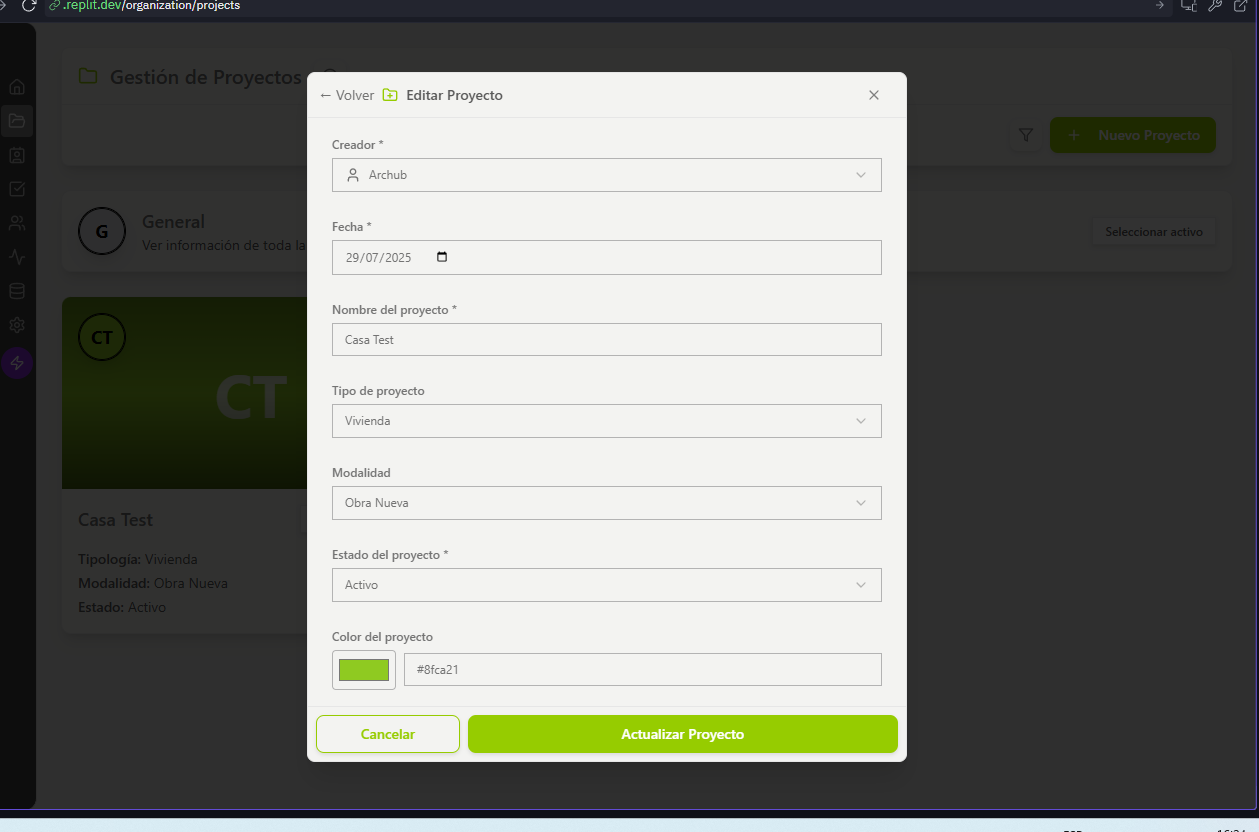 .replit.dev/organization/projects
Gestión de Proyectos
← Volver Editar Proyecto
Nuevo Proyecto
Creador *
Archub
G
General
Ver información de toda la
Seleccionar activo
Fecha *
29/07/2025
Nombre del proyecto *
Casa Test
CT
CT
Tipo de proyecto
Vivienda
Modalidad
Obra Nueva
Casa Test
Tipología: Vivienda
Modalidad: Obra Nueva
Estado: Activo
Estado del proyecto *
Activo
Color del proyecto
#8fca21
Cancelar
Actualizar Proyecto